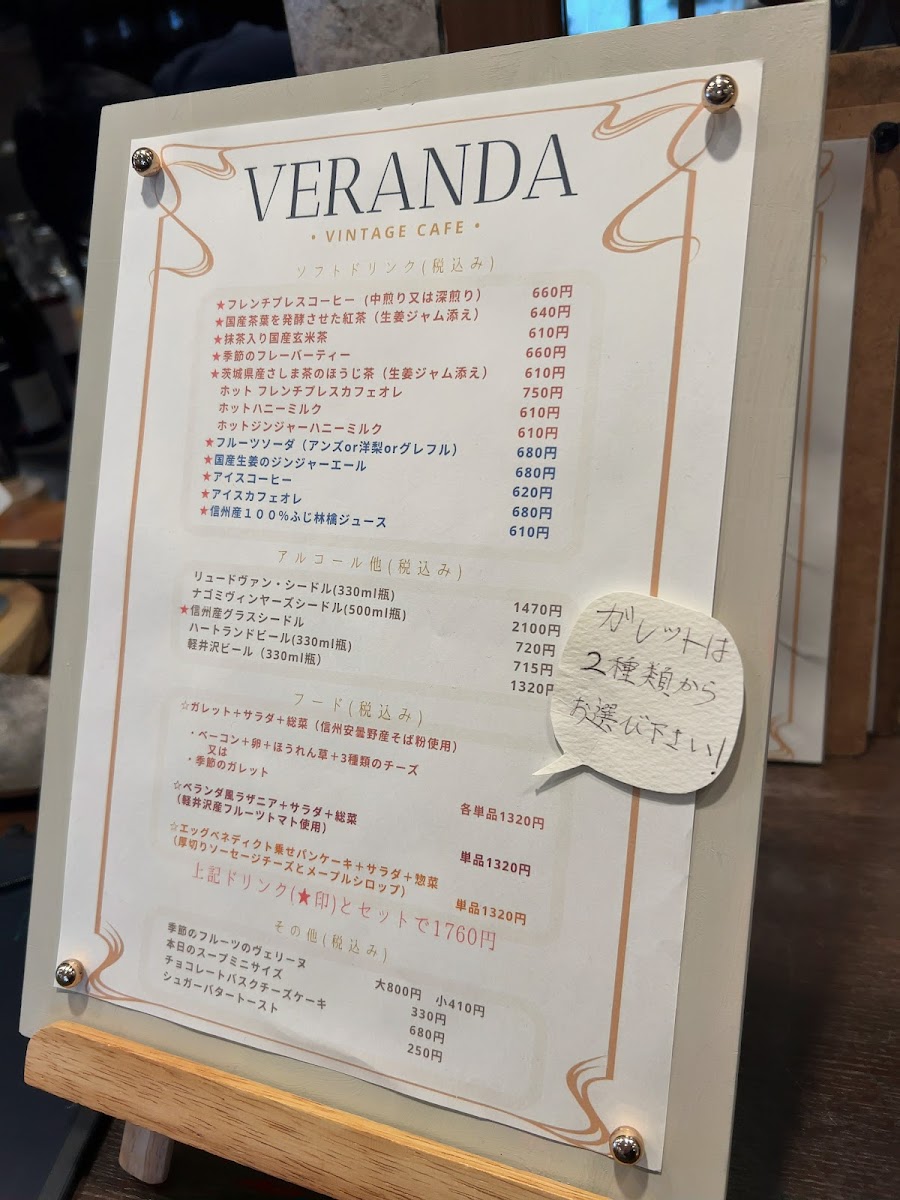 VERANDA
• VINTAGE CAFE •
ソフトドリンク(税込み)
★フレンチプレスコーヒー (中煎り又は深煎り) 660円
★国産茶葉を発酵させた紅茶（生姜ジャム添え） 640円
★抹茶入り国産玄米茶 610円
★季節のフレーバーティー 660円
★茨城県産さしま茶のほうじ茶（生姜ジャム添え） 610円
ホット フレンチプレスカフェオレ 750円
ホットハニーミルク 610円
ホットジンジャーハニーミルク 610円
★フルーツソーダ（アンズor洋梨orグレフル） 680円
★国産生姜のジンジャーエール 680円
★アイスコーヒー 620円
★アイスカフェオレ 680円
★信州産１００％ふじ林檎ジュース 610円
アルコール他(税込み)
リュードヴァン・シードル(330ml瓶) 1470円
ナゴミヴィンヤーズシードル(500ml瓶) 2100円
★信州産グラスシードル 720円
ハートランドビール(330ml瓶) 715円
軽井沢ビール（330ml瓶） 1320円
フード(税込み)
☆ガレット＋サラダ＋総菜（信州安曇野産そば粉使用）
・ベーコン＋卵＋ほうれん草＋3種類のチーズ
又は
・季節のガレット
各単品1320円
☆ベランダ風ラザニア＋サラダ＋総菜
（軽井沢産フルーツトマト使用）
単品1320円
☆エッグベネディクト乗せパンケーキ＋サラダ＋惣菜
（厚切りソーセージチーズとメープルシロップ）
単品1320円
上記ドリンク(★印)とセットで1760円
その他(税込み)
季節のフルーツのヴェリーヌ 大800円 小410円
本日のスープミニサイズ 330円
チョコレートバスクチーズケーキ 680円
シュガーバタートースト 250円
ガレットは
２種類から
お選び下さい！